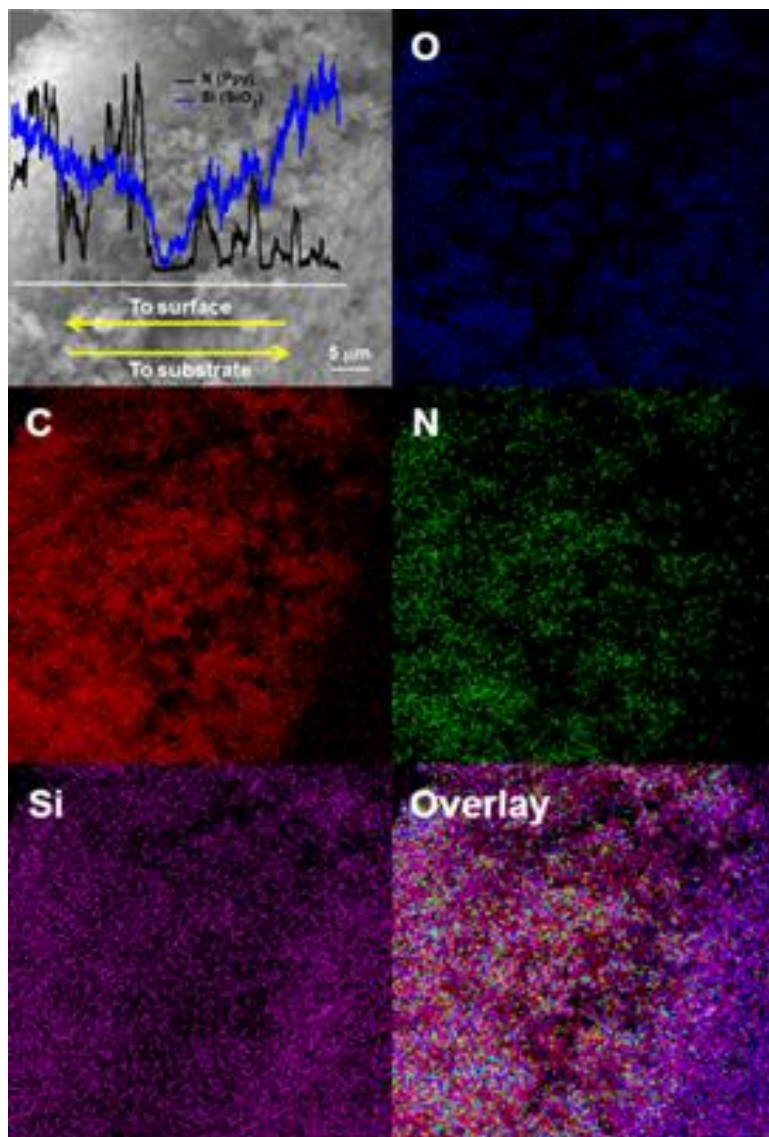 N (Ppy)
Si (SiO₂)
To surface
5 μm
To substrate
O
C
N
Si
Overlay